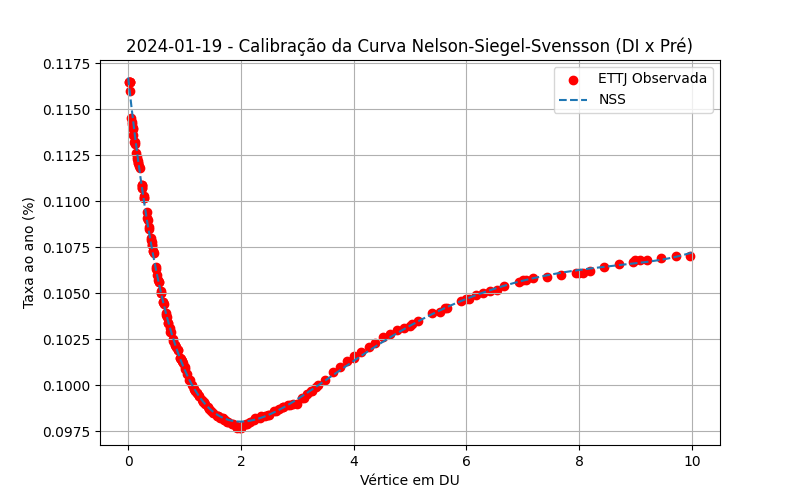 2024-01-19 - Calibração da Curva Nelson-Siegel-Svensson (DI x Pré)
ETTJ Observada
NSS
Taxa ao ano (%)
0.1175
0.1150
0.1125
0.1100
0.1075
0.1050
0.1025
0.1000
0.0975
0 2 4 6 8 10
Vértice em DU